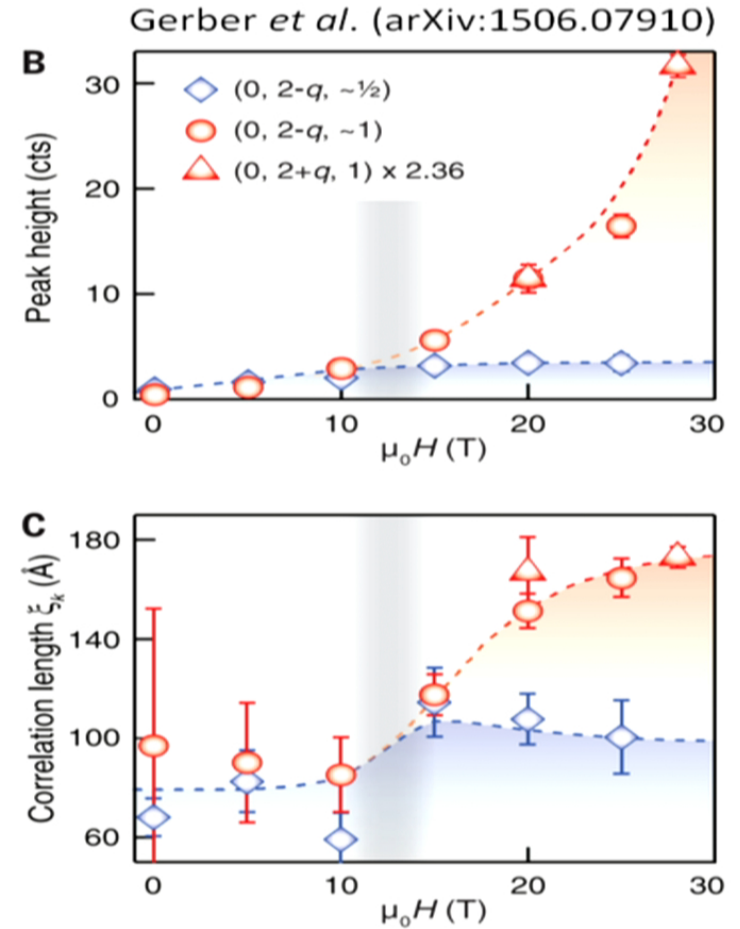 Gerber et al. (arXiv:1506.07910)
B
(0, 2-q, ~½)
(0, 2-q, ~1)
(0, 2+q, 1) x 2.36
Peak height (cts)
30
20
10
0
0 10 20 30
μ₀H (T)
C
Correlation length ξₖ (Å)
180
140
100
60
0 10 20 30
μ₀H (T)